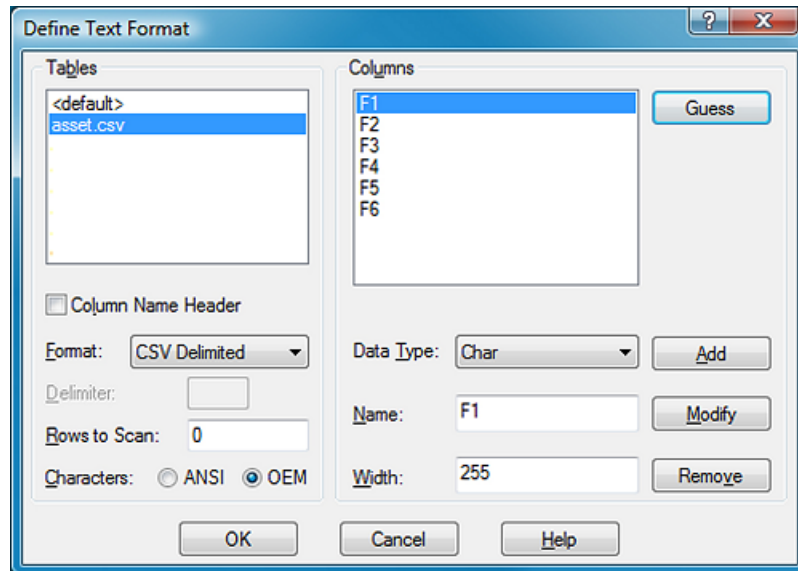 Define Text Format
Tables
<default>
asset.csv
Column Name Header
Format: CSV Delimited
Delimiter:
Rows to Scan: 0
Characters: ANSI OEM
Columns
F1
F2
F3
F4
F5
F6
Guess
Data Type: Char Add
Name: F1 Modify
Width: 255 Remove
OK Cancel Help